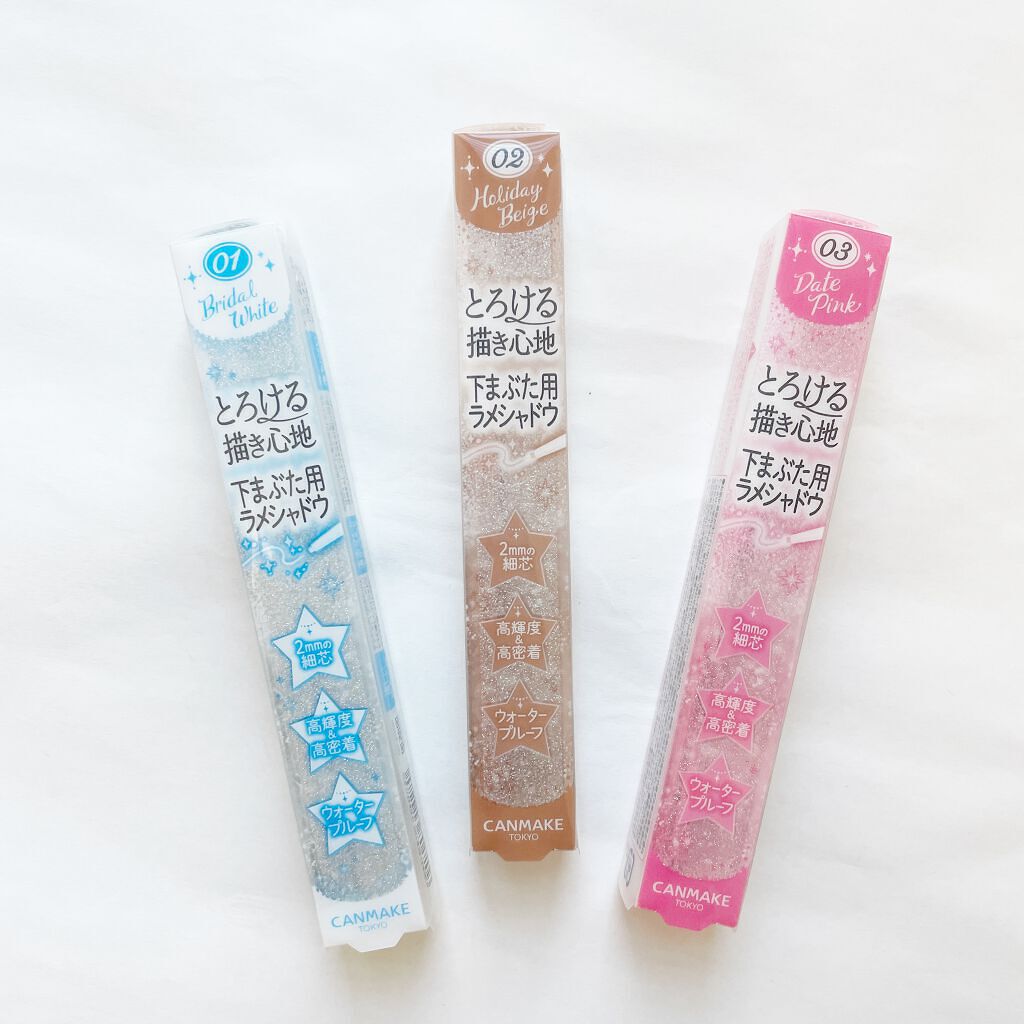 01
Bridal
White
とろける
描き心地
下まぶた用
ラメシャドウ
2mmの
細芯
高輝度
&
高密着
ウォーター
プルーフ
CANMAKE
TOKYO
02
Holiday
Beige
とろける
描き心地
下まぶた用
ラメシャドウ
2mmの
細芯
高輝度
&
高密着
ウォーター
プルーフ
CANMAKE
TOKYO
03
Date
Pink
とろける
描き心地
下まぶた用
ラメシャドウ
2mmの
細芯
高輝度
&
高密着
ウォーター
プルーフ
CANMAKE
TOKYO